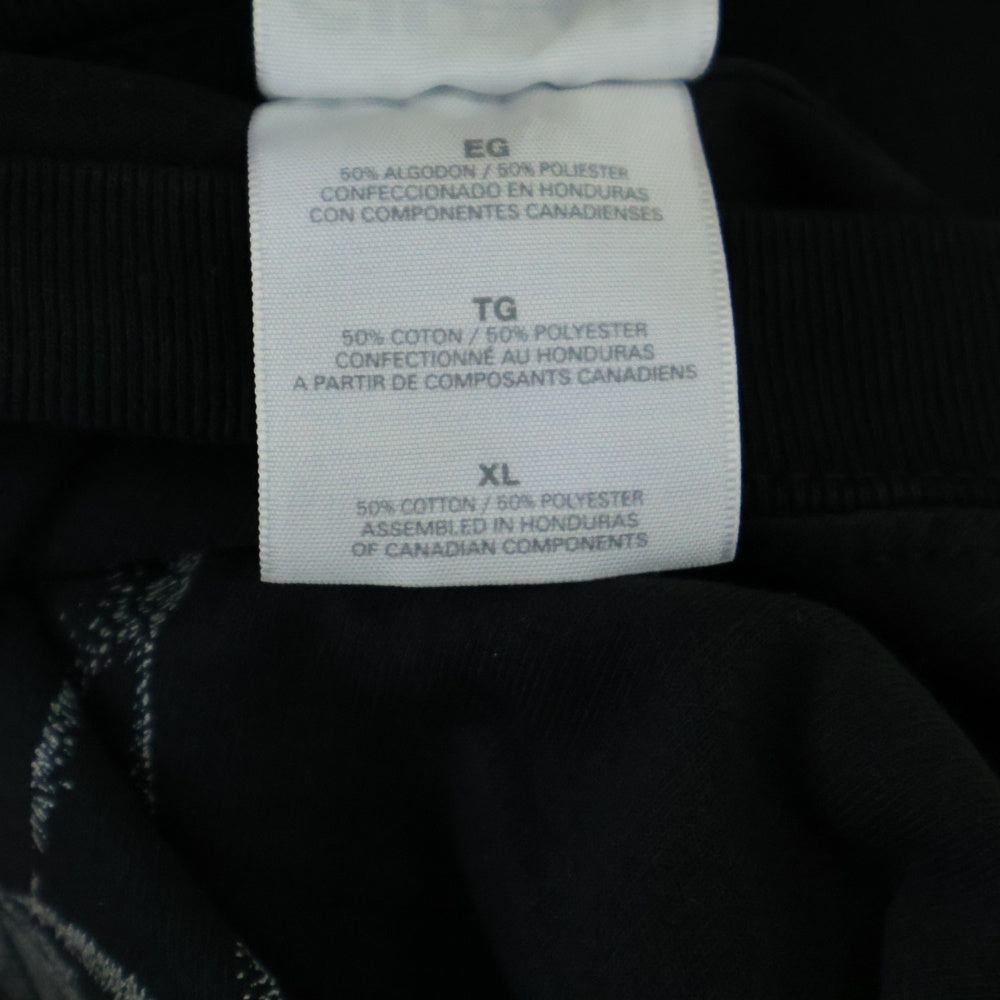 EG
50% ALGODON / 50% POLIESTER
CONFECCIONADO EN HONDURAS
CON COMPONENTES CANADIENSES
TG
50% COTON / 50% POLYESTER
CONFECTIONNÉ AU HONDURAS
A PARTIR DE COMPOSANTS CANADIENS
XL
50% COTTON / 50% POLYESTER
ASSEMBLED IN HONDURAS
OF CANADIAN COMPONENTS